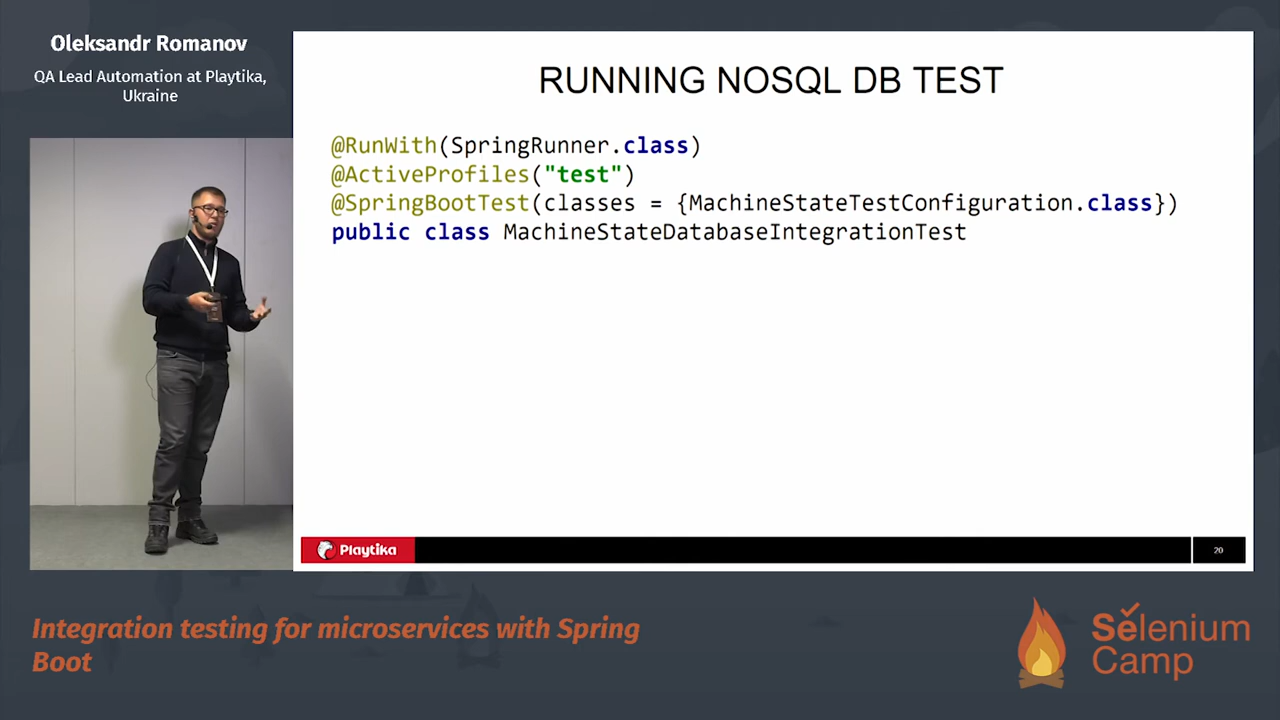 Oleksandr Romanov
QA Lead Automation at Playtika,
Ukraine
RUNNING NOSQL DB TEST
@RunWith(SpringRunner.class)
@ActiveProfiles("test")
@SpringBootTest(classes = {MachineStateTestConfiguration.class})
public class MachineStateDatabaseIntegrationTest
Playtika
20
Integration testing for microservices with Spring
Boot
Selenium
Camp